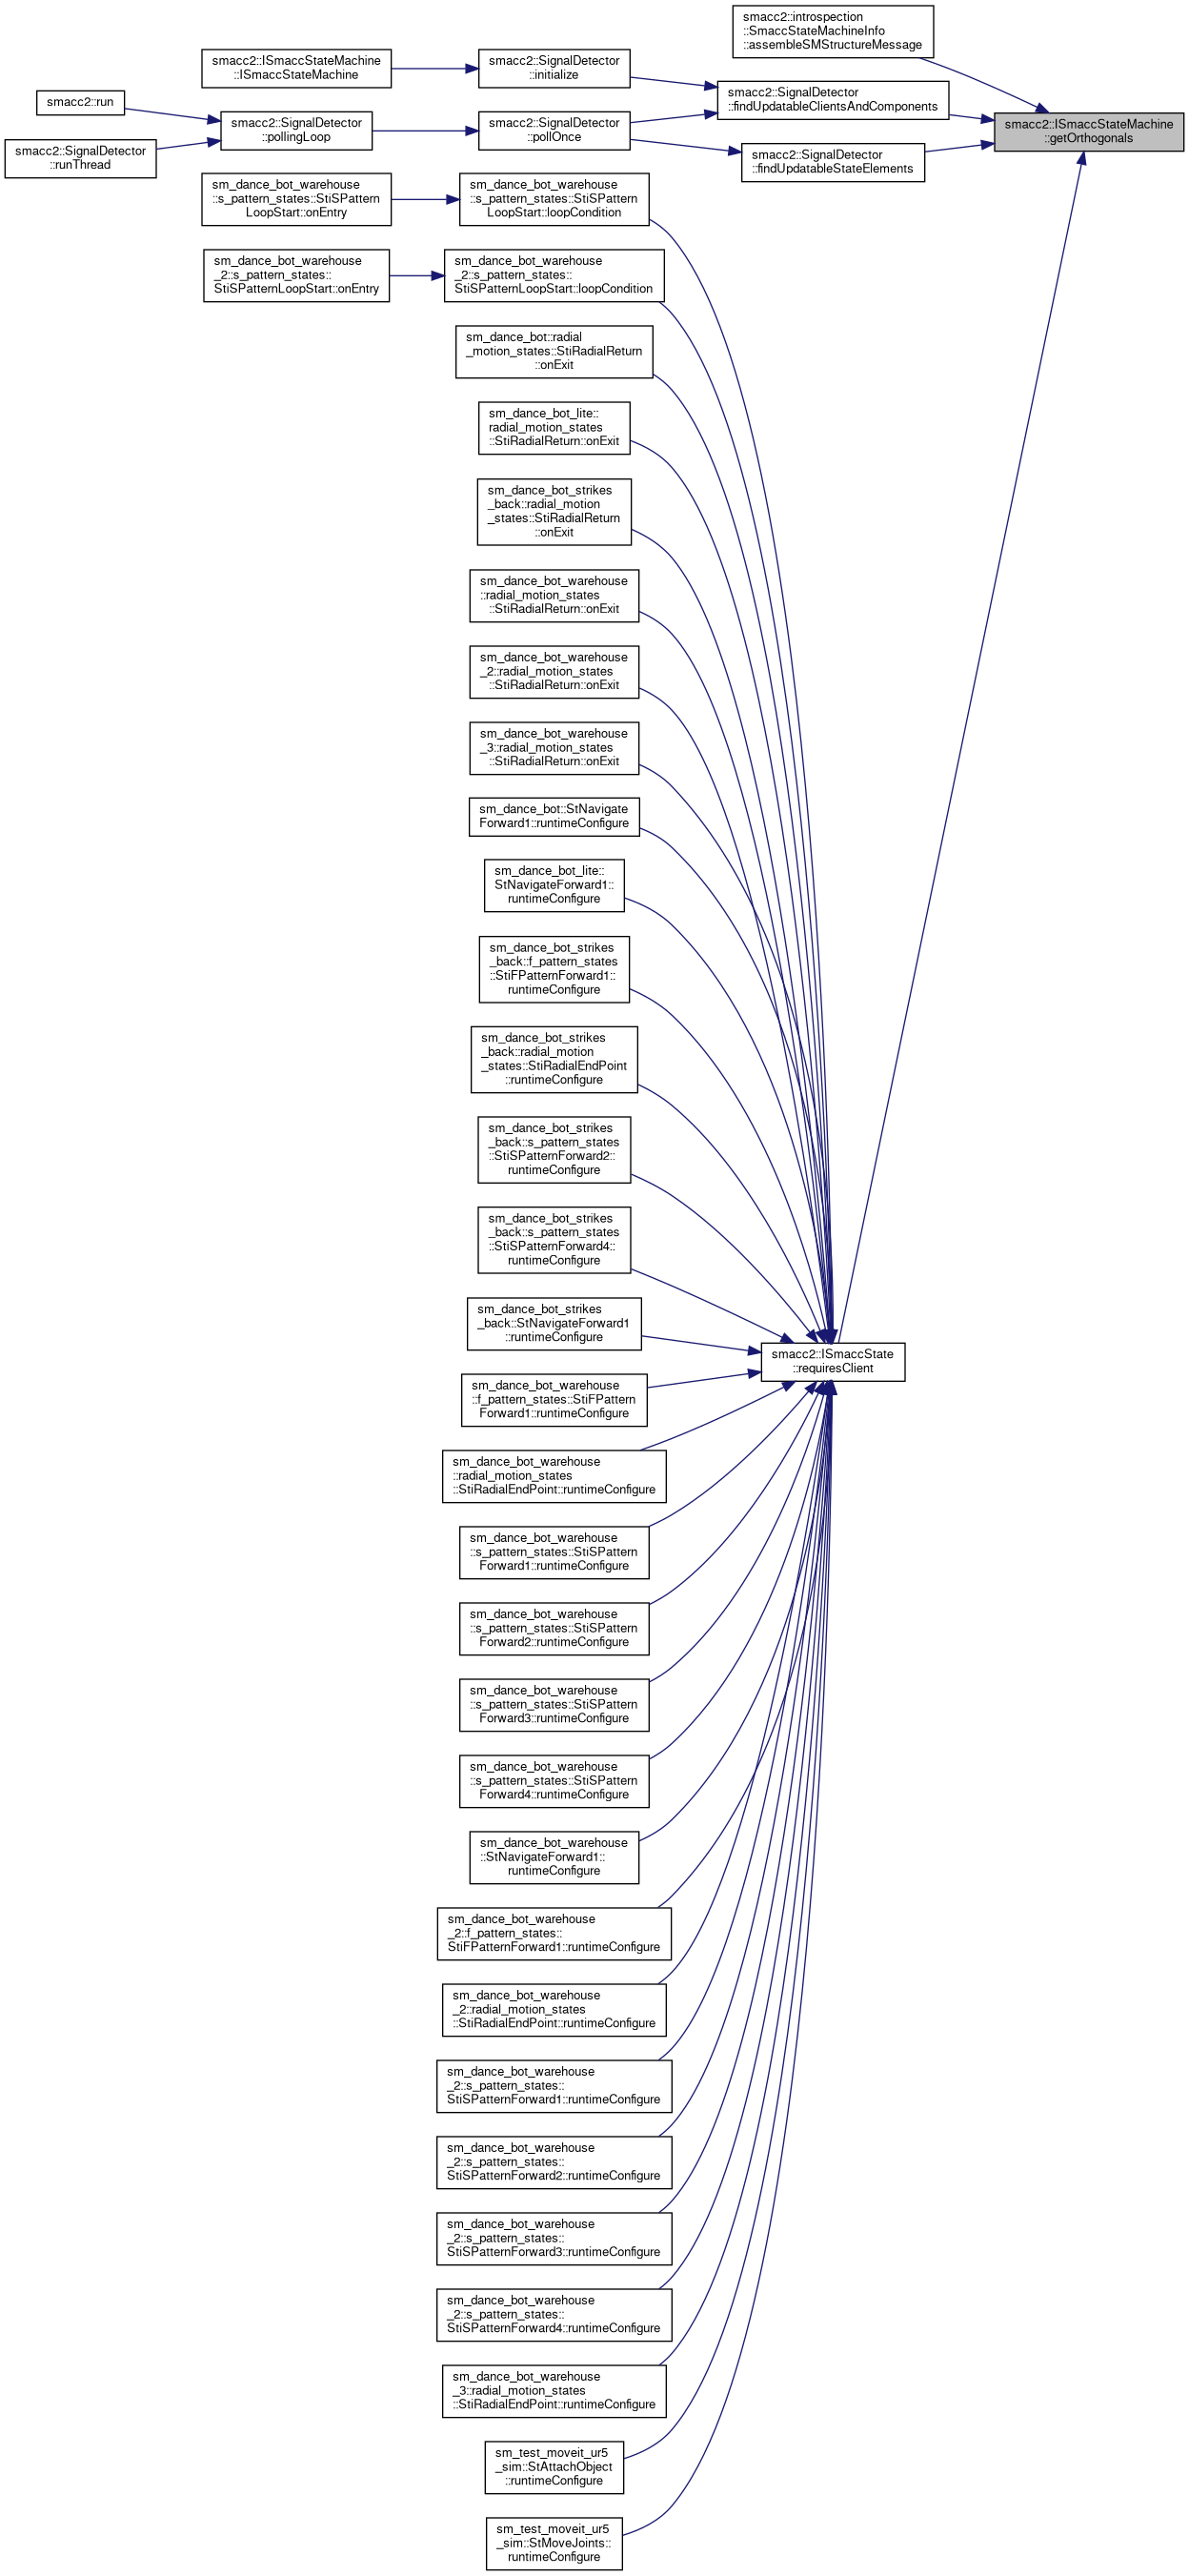 smacc2::introspection
::SmaccStateMachineInfo
::assembleSMStructureMessage
smacc2::ISmaccStateMachine
::ISmaccStateMachine
smacc2::SignalDetector
::initialize
smacc2::SignalDetector
::findUpdatableClientsAndComponents
smacc2::run
smacc2::SignalDetector
::pollingLoop
smacc2::SignalDetector
::pollOnce
smacc2::ISmaccStateMachine
::getOrthogonals
smacc2::SignalDetector
::runThread
smacc2::SignalDetector
::findUpdatableStateElements
sm_dance_bot_warehouse
::s_pattern_states::StiSPattern
LoopStart::onEntry
sm_dance_bot_warehouse
::s_pattern_states::StiSPattern
LoopStart::loopCondition
sm_dance_bot_warehouse
_2::s_pattern_states::
StiSPatternLoopStart::onEntry
sm_dance_bot_warehouse
_2::s_pattern_states::
StiSPatternLoopStart::loopCondition
sm_dance_bot::radial
_motion_states::StiRadialReturn
::onExit
sm_dance_bot_lite::
radial_motion_states
::StiRadialReturn::onExit
sm_dance_bot_strikes
_back::radial_motion
_states::StiRadialReturn
::onExit
sm_dance_bot_warehouse
::radial_motion_states
::StiRadialReturn::onExit
sm_dance_bot_warehouse
_2::radial_motion_states
::StiRadialReturn::onExit
sm_dance_bot_warehouse
_3::radial_motion_states
::StiRadialReturn::onExit
sm_dance_bot::StNavigate
Forward1::runtimeConfigure
sm_dance_bot_lite::
StNavigateForward1::
runtimeConfigure
sm_dance_bot_strikes
_back::f_pattern_states
::StiFPatternForward1::
runtimeConfigure
sm_dance_bot_strikes
_back::radial_motion
_states::StiRadialEndPoint
::runtimeConfigure
sm_dance_bot_strikes
_back::s_pattern_states
::StiSPatternForward2::
runtimeConfigure
sm_dance_bot_strikes
_back::s_pattern_states
::StiSPatternForward4::
runtimeConfigure
sm_dance_bot_strikes
_back::StNavigateForward1
::runtimeConfigure
smacc2::ISmaccState
::requiresClient
sm_dance_bot_warehouse
::f_pattern_states::StiFPattern
Forward1::runtimeConfigure
sm_dance_bot_warehouse
::radial_motion_states
::StiRadialEndPoint::runtimeConfigure
sm_dance_bot_warehouse
::s_pattern_states::StiSPattern
Forward1::runtimeConfigure
sm_dance_bot_warehouse
::s_pattern_states::StiSPattern
Forward2::runtimeConfigure
sm_dance_bot_warehouse
::s_pattern_states::StiSPattern
Forward3::runtimeConfigure
sm_dance_bot_warehouse
::s_pattern_states::StiSPattern
Forward4::runtimeConfigure
sm_dance_bot_warehouse
::StNavigateForward1::
runtimeConfigure
sm_dance_bot_warehouse
_2::f_pattern_states::
StiFPatternForward1::runtimeConfigure
sm_dance_bot_warehouse
_2::radial_motion_states
::StiRadialEndPoint::runtimeConfigure
sm_dance_bot_warehouse
_2::s_pattern_states::
StiSPatternForward1::runtimeConfigure
sm_dance_bot_warehouse
_2::s_pattern_states::
StiSPatternForward2::runtimeConfigure
sm_dance_bot_warehouse
_2::s_pattern_states::
StiSPatternForward3::runtimeConfigure
sm_dance_bot_warehouse
_2::s_pattern_states::
StiSPatternForward4::runtimeConfigure
sm_dance_bot_warehouse
_3::radial_motion_states
::StiRadialEndPoint::runtimeConfigure
sm_test_moveit_ur5
_sim::StAttachObject
::runtimeConfigure
sm_test_moveit_ur5
_sim::StMoveJoints::
runtimeConfigure